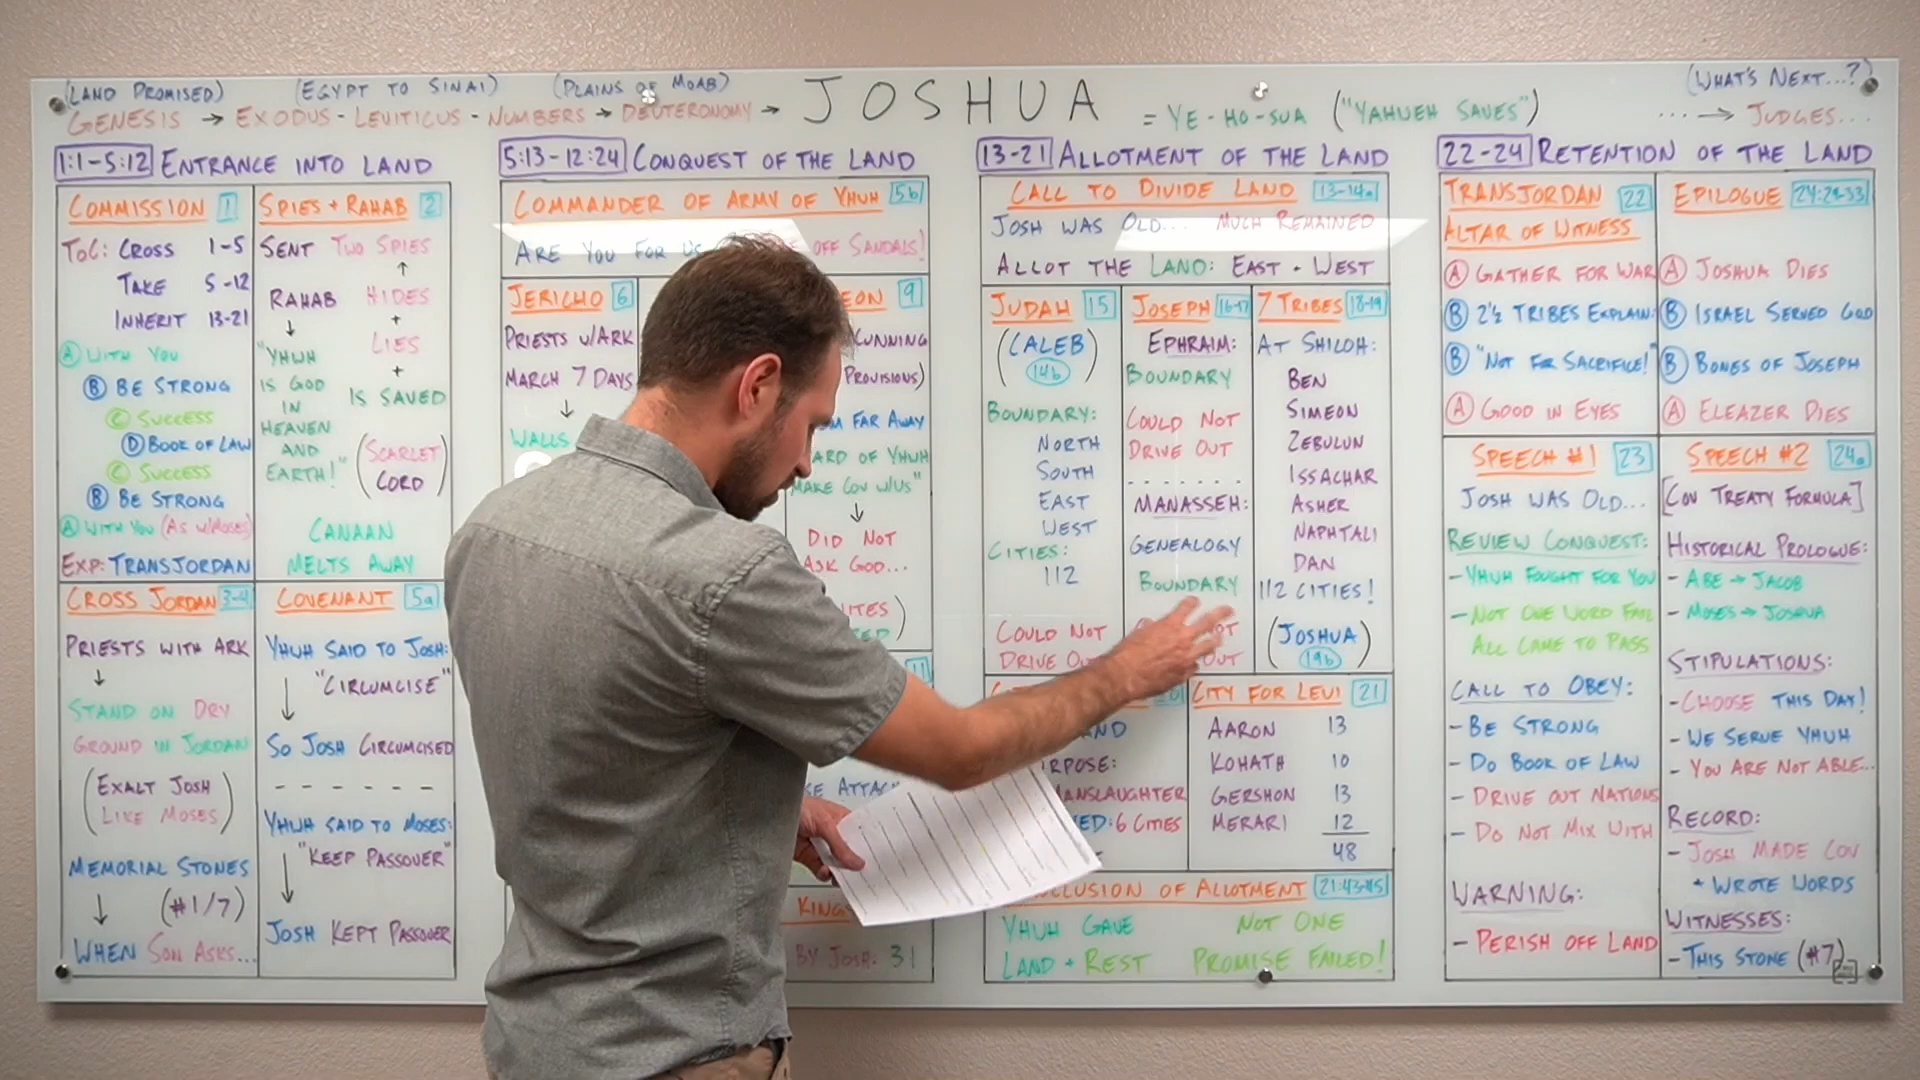 (LAND PROMISED) (EGYPT TO SINAI) (PLAINS OF MOAB) (WHAT'S NEXT...?)
GENESIS → EXODUS - LEVITICUS - NUMBERS → DEUTERONOMY → JOSHUA = YE-HO-SUA ("YAHUEH SAVES") ... → JUDGES...
1:1-5:12 ENTRANCE INTO LAND
COMMISSION 1
TOC: CROSS 1-5
TAKE 5-12
INHERIT 13-21
Ⓐ WITH YOU
Ⓑ BE STRONG
Ⓒ SUCCESS
Ⓓ BOOK OF LAW
Ⓒ SUCCESS
Ⓑ BE STRONG
Ⓐ WITH YOU (AS W/MOSES)
EXP: TRANSJORDAN
SPIES + RAHAB 2
SENT TWO SPIES
↑
RAHAB HIDES
↓ +
LIES
"YHWH +
IS GOD IS SAVED
IN
HEAVEN
AND (SCARLET
EARTH!" CORD)
CANAAN
MELTS AWAY
CROSS JORDAN 3-4
PRIESTS WITH ARK
↓
STAND ON DRY
GROUND IN JORDAN
(EXALT JOSH
LIKE MOSES)
MEMORIAL STONES
↓ (#1/7)
WHEN SON ASKS...
COVENANT 5a
YHWH SAID TO JOSH:
↓ "CIRCUMCISE"
SO JOSH CIRCUMCISED
- - - - - -
YHWH SAID TO MOSES:
↓ "KEEP PASSOVER"
JOSH KEPT PASSOVER
5:13-12:24 CONQUEST OF THE LAND
COMMANDER OF ARMY OF YHWH 5b
ARE YOU FOR US OFF SANDALS!
JERICHO 6
PRIESTS W/ARK
MARCH 7 DAYS
↓
WALLS
EON 9
CUNNING
PROVISIONS)
FAR AWAY
ARD OF YHWH
MAKE COV W/US"
↓
DID NOT
ASK GOD...
ITES
)
11
SE ATTAC
KING
BY JOSH: 31
13-21 ALLOTMENT OF THE LAND
CALL TO DIVIDE LAND 13-14a
JOSH WAS OLD... MUCH REMAINED
ALLOT THE LAND: EAST + WEST
JUDAH 15
(CALEB
14b)
BOUNDARY:
NORTH
SOUTH
EAST
WEST
CITIES:
112
COULD NOT
DRIVE OU
JOSEPH 16-17
EPHRAIM:
BOUNDARY
COULD NOT
DRIVE OUT
- - - - - - -
MANASSEH:
GENEALOGY
BOUNDARY
OT
OUT
7 TRIBES 18-19
AT SHILOH:
BEN
SIMEON
ZEBULUN
ISSACHAR
ASHER
NAPHTALI
DAN
112 CITIES!
(JOSHUA
19b)
20
ND
RPOSE:
MANSLAUGHTER
ED: 6 CITIES
CITY FOR LEVI 21
AARON 13
KOHATH 10
GERSHON 13
MERARI 12
48
CLUSION OF ALLOTMENT 21:43-45
YHWH GAVE NOT ONE
LAND + REST PROMISE FAILED!
22-24 RETENTION OF THE LAND
TRANSJORDAN 22
ALTAR OF WITNESS
Ⓐ GATHER FOR WAR
Ⓑ 2½ TRIBES EXPLAIN:
Ⓑ "NOT FOR SACRIFICE!"
Ⓐ GOOD IN EYES
EPILOGUE 24:29-33
Ⓐ JOSHUA DIES
Ⓑ ISRAEL SERVED GOD
Ⓑ BONES OF JOSEPH
Ⓐ ELEAZER DIES
SPEECH #1 23
JOSH WAS OLD...
REVIEW CONQUEST:
- YHWH FOUGHT FOR YOU
- NOT ONE WORD FAIL
ALL CAME TO PASS
CALL TO OBEY:
- BE STRONG
- DO BOOK OF LAW
- DRIVE OUT NATIONS
- DO NOT MIX WITH
WARNING:
- PERISH OFF LAND
SPEECH #2 24a
[COV TREATY FORMULA]
HISTORICAL PROLOGUE:
- ABE → JACOB
- MOSES → JOSHUA
STIPULATIONS:
- CHOOSE THIS DAY!
- WE SERVE YHWH
- YOU ARE NOT ABLE...
RECORD:
- JOSH MADE COV
+ WROTE WORDS
WITNESSES:
- THIS STONE (#7)